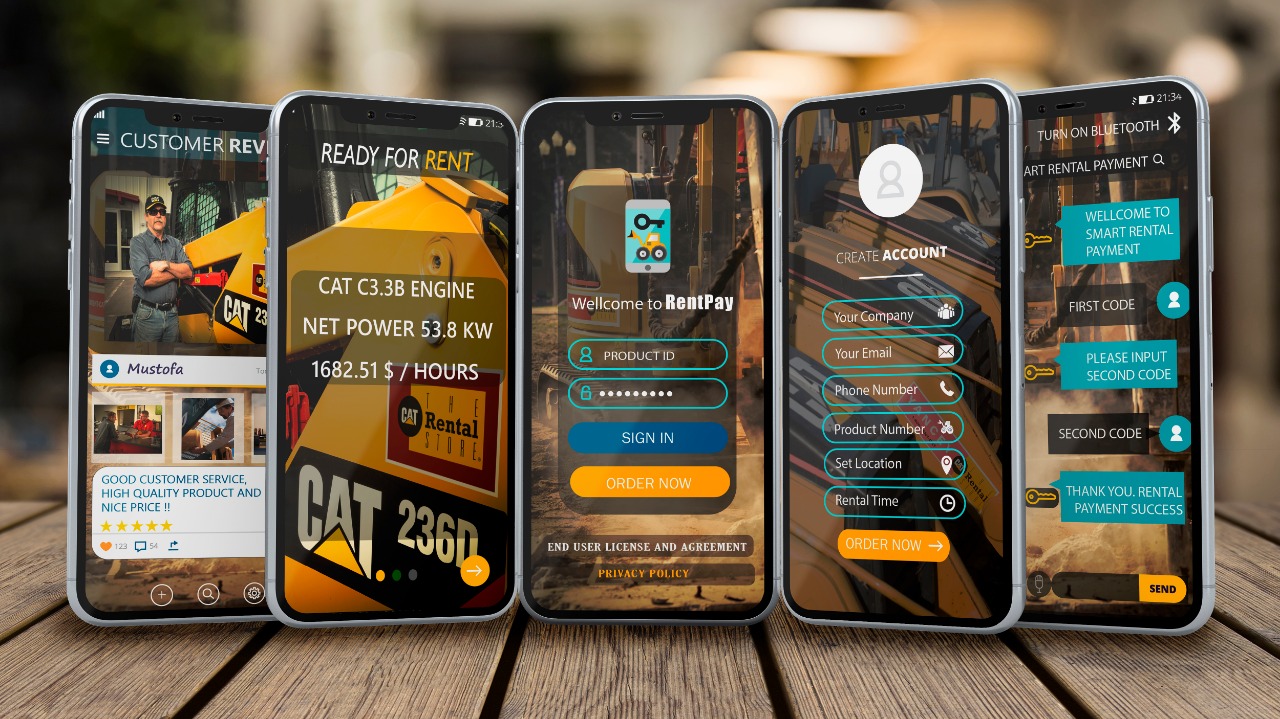 CUSTOMER REVI
CAT 23
Mustofa
GOOD CUSTOMER SERVICE,
HIGH QUALITY PRODUCT AND
NICE PRICE !!
123
54
READY FOR RENT
CAT C3.3B ENGINE
NET POWER 53.8 KW
1682.51 $ / HOURS
CAT
THE
Rental
STORE
CAT 236D
Wellcome to RentPay
PRODUCT ID
SIGN IN
ORDER NOW
END USER LICENSE AND AGREEMENT
PRIVACY POLICY
CREATE ACCOUNT
Your Company
Your Email
Phone Number
Product Number
Set Location
Rental Time
ORDER NOW
21:34
TURN ON BLUETOOTH
ART RENTAL PAYMENT
WELLCOME TO
SMART RENTAL
PAYMENT
FIRST CODE
PLEASE INPUT
SECOND CODE
SECOND CODE
THANK YOU. RENTAL
PAYMENT SUCCESS
SEND